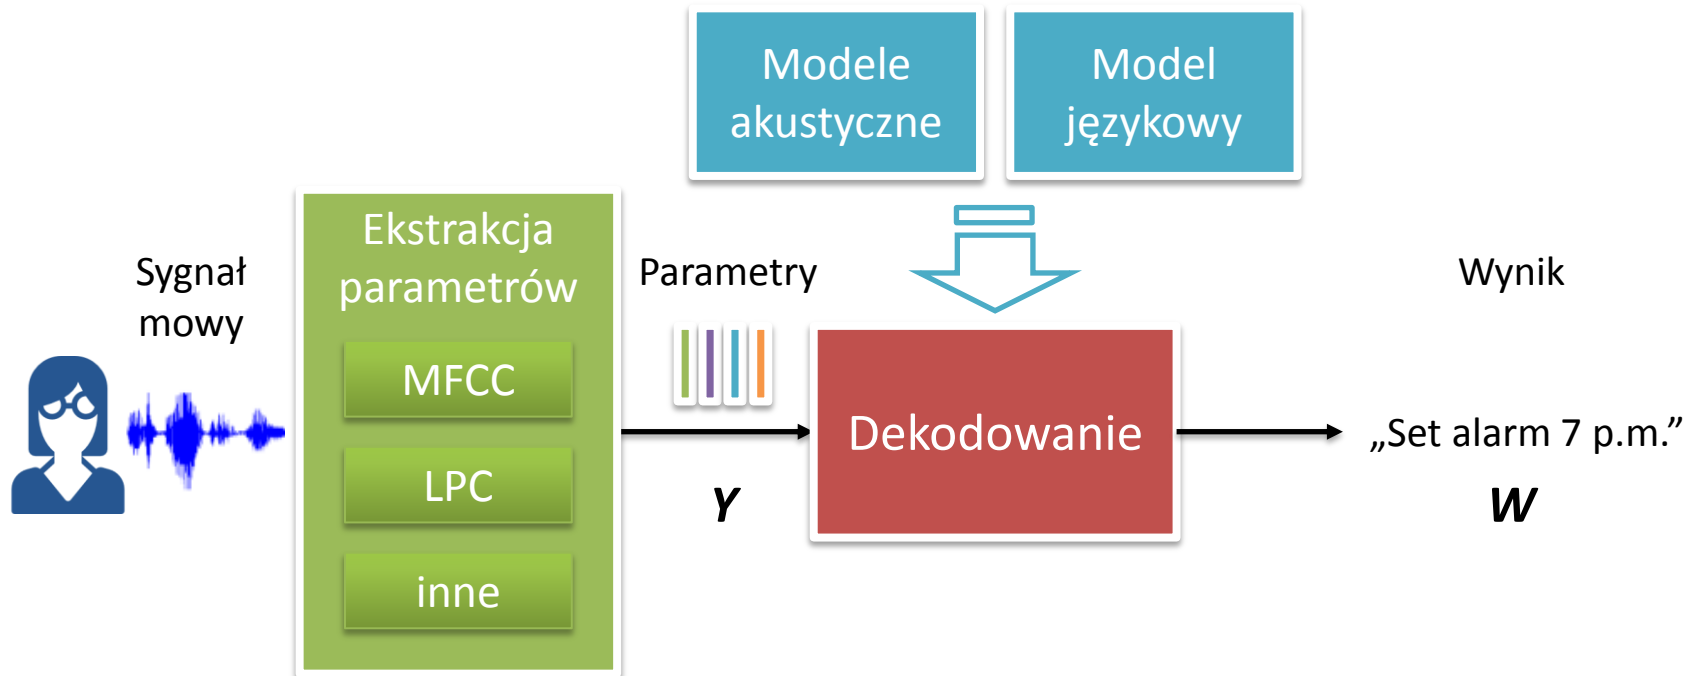 Modele
akustyczne
Model
językowy
Sygnał
mowy
Ekstrakcja
parametrów
MFCC
LPC
inne
Parametry
Y
Dekodowanie
Wynik
„Set alarm 7 p.m.”
W